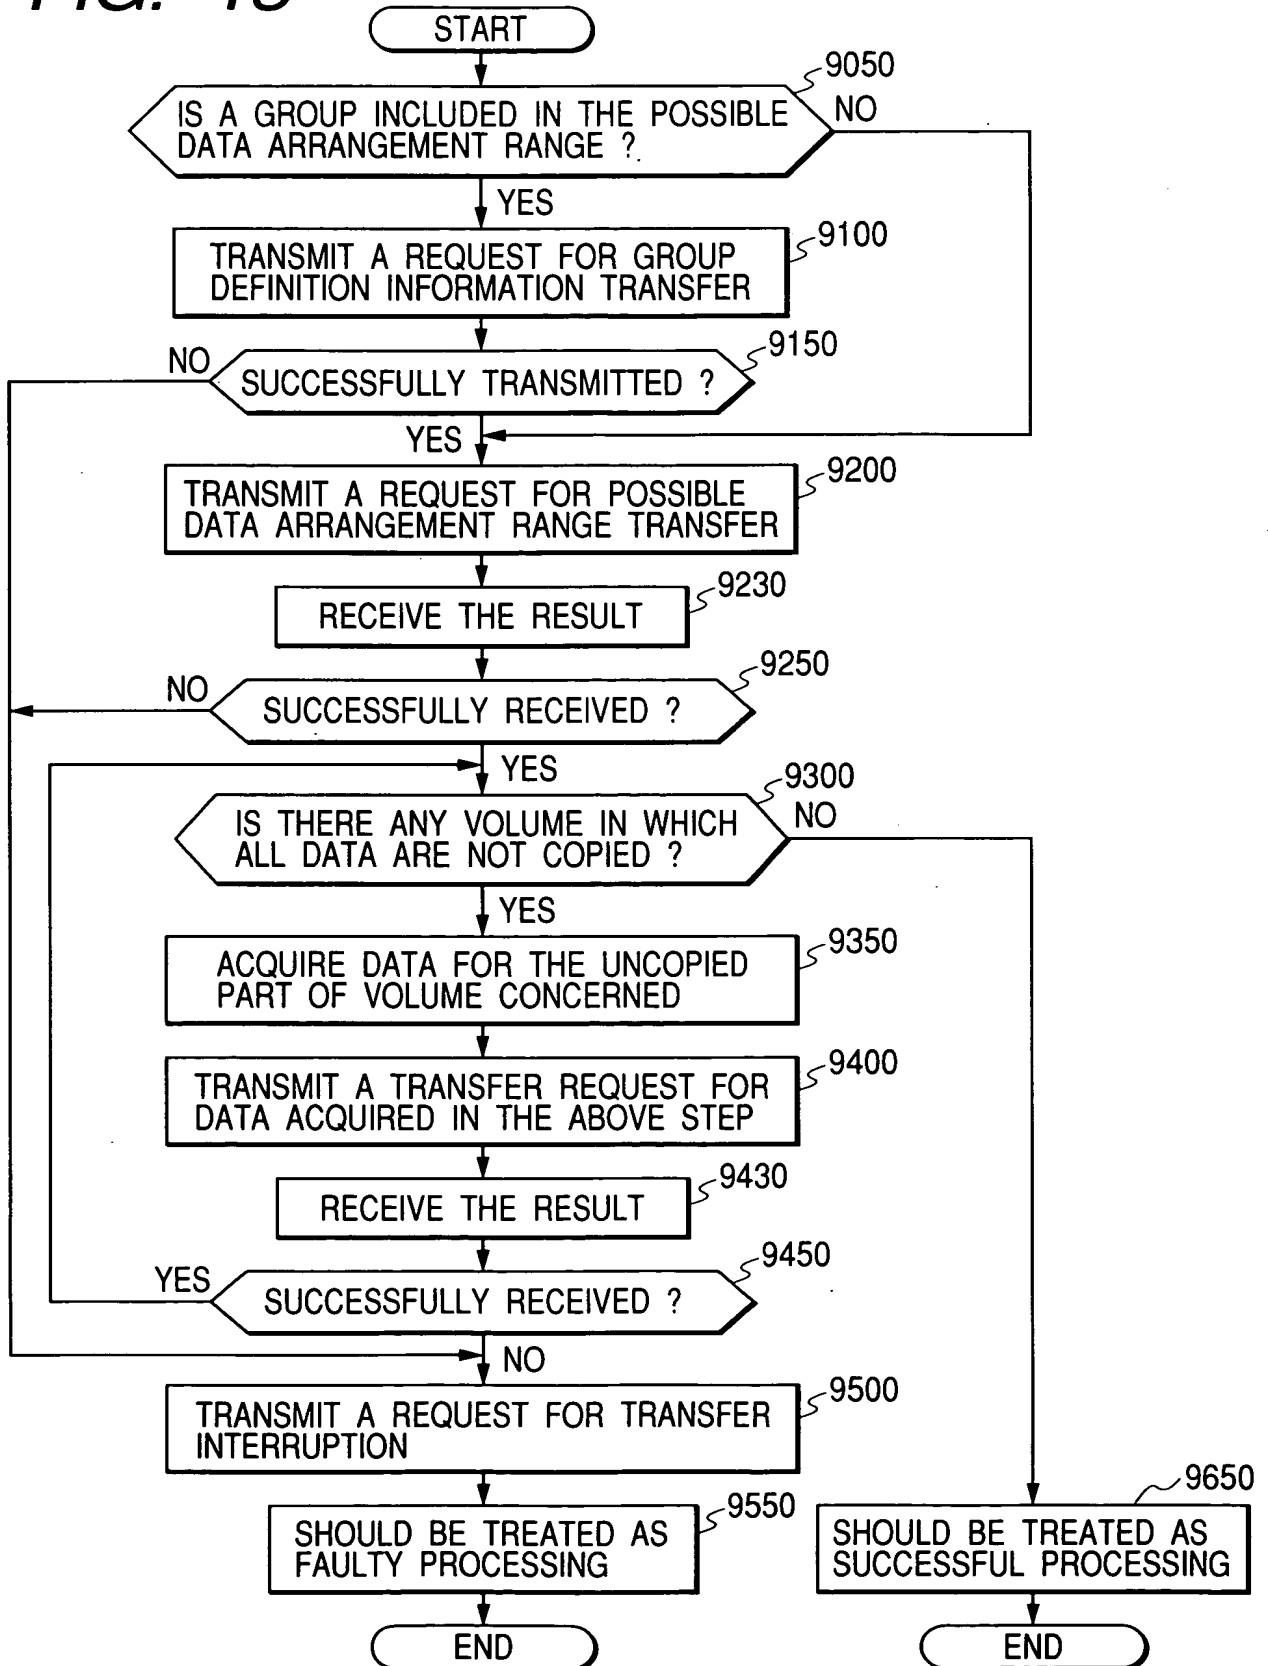 FIG.
START
9050
IS A GROUP INCLUDED IN THE POSSIBLE
DATA ARRANGEMENT RANGE ?
NO
YES
9100
TRANSMIT A REQUEST FOR GROUP
DEFINITION INFORMATION TRANSFER
9150
NO
SUCCESSFULLY TRANSMITTED ?
YES
9200
TRANSMIT A REQUEST FOR POSSIBLE
DATA ARRANGEMENT RANGE TRANSFER
9230
RECEIVE THE RESULT
9250
NO
SUCCESSFULLY RECEIVED ?
YES
9300
IS THERE ANY VOLUME IN WHICH
ALL DATA ARE NOT COPIED ?
NO
YES
9350
ACQUIRE DATA FOR THE UNCOPIED
PART OF VOLUME CONCERNED
9400
TRANSMIT A TRANSFER REQUEST FOR
DATA ACQUIRED IN THE ABOVE STEP
9430
RECEIVE THE RESULT
9450
YES
SUCCESSFULLY RECEIVED ?
NO
9500
TRANSMIT A REQUEST FOR TRANSFER
INTERRUPTION
9550
SHOULD BE TREATED AS
FAULTY PROCESSING
END
9650
SHOULD BE TREATED AS
SUCCESSFUL PROCESSING
END